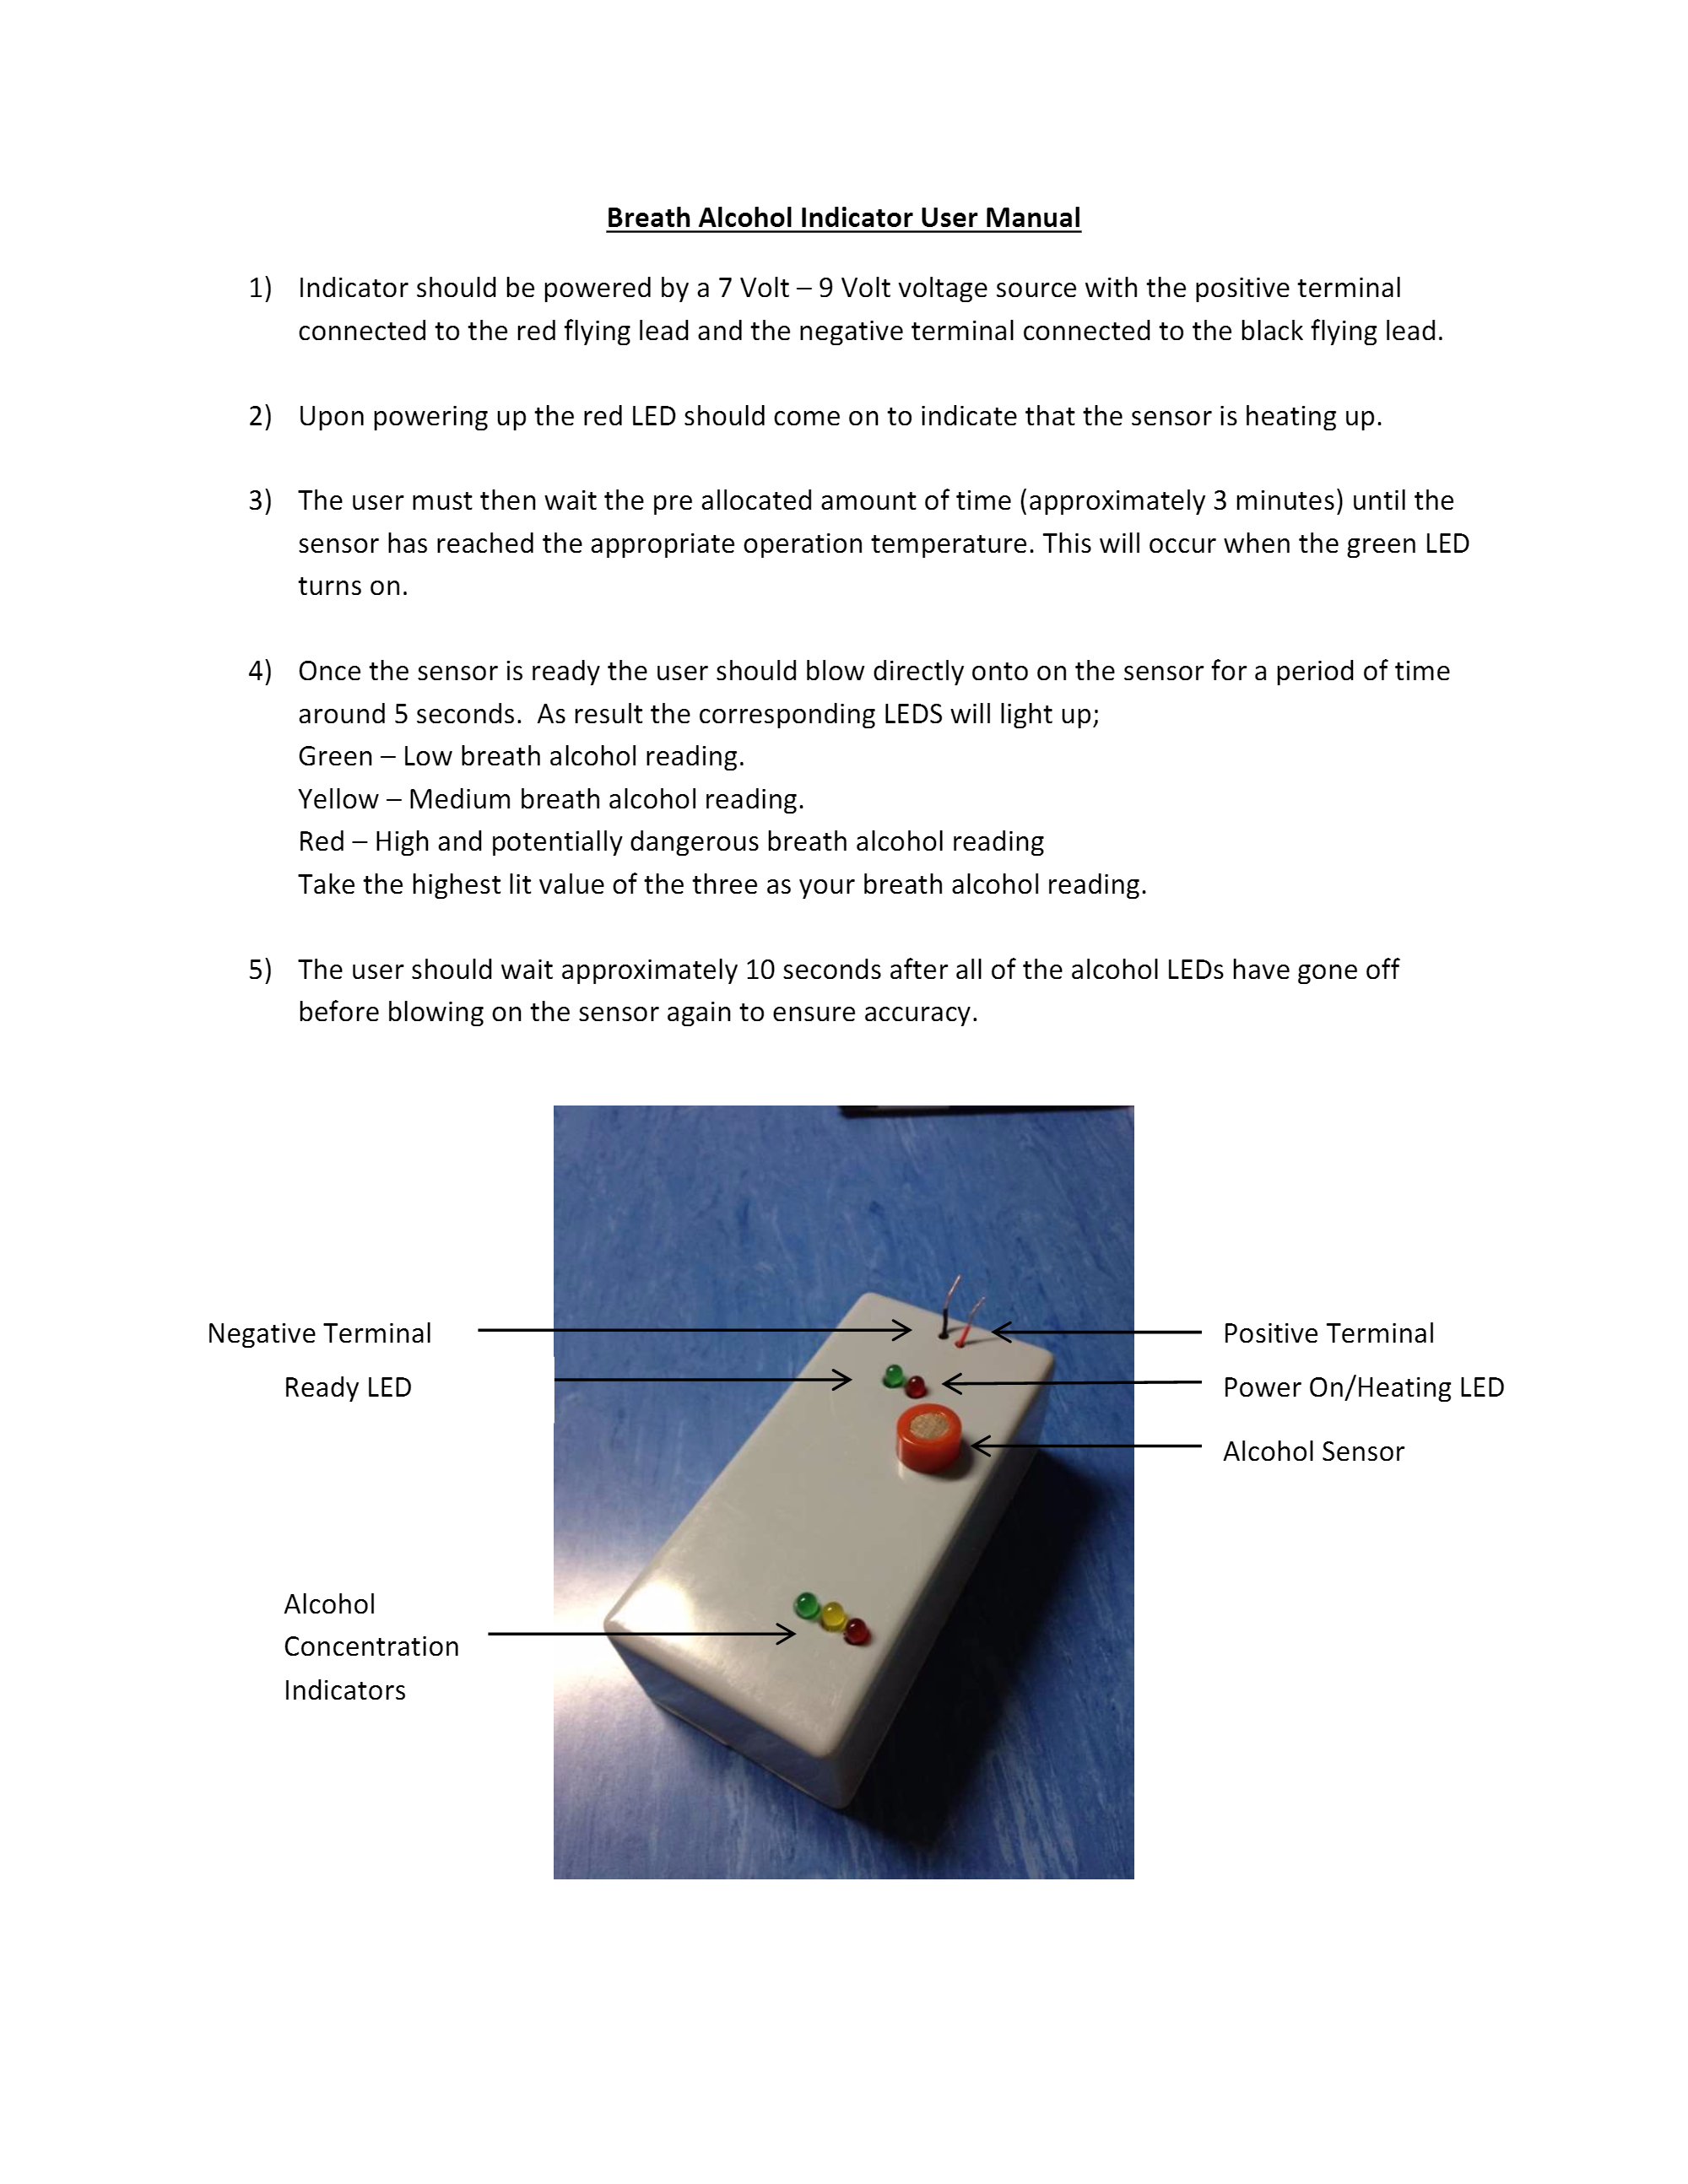 Breath Alcohol Indicator User Manual
1) Indicator should be powered by a 7 Volt – 9 Volt voltage source with the positive terminal
connected to the red flying lead and the negative terminal connected to the black flying lead.
2) Upon powering up the red LED should come on to indicate that the sensor is heating up.
3) The user must then wait the pre allocated amount of time (approximately 3 minutes) until the
sensor has reached the appropriate operation temperature. This will occur when the green LED
turns on.
4) Once the sensor is ready the user should blow directly onto on the sensor for a period of time
around 5 seconds.  As result the corresponding LEDS will light up;
Green – Low breath alcohol reading.
Yellow – Medium breath alcohol reading.
Red – High and potentially dangerous breath alcohol reading
Take the highest lit value of the three as your breath alcohol reading.
5) The user should wait approximately 10 seconds after all of the alcohol LEDs have gone off
before blowing on the sensor again to ensure accuracy.
Negative Terminal
Positive Terminal
Ready LED
Power On/Heating LED
Alcohol Sensor
Alcohol
Concentration
Indicators